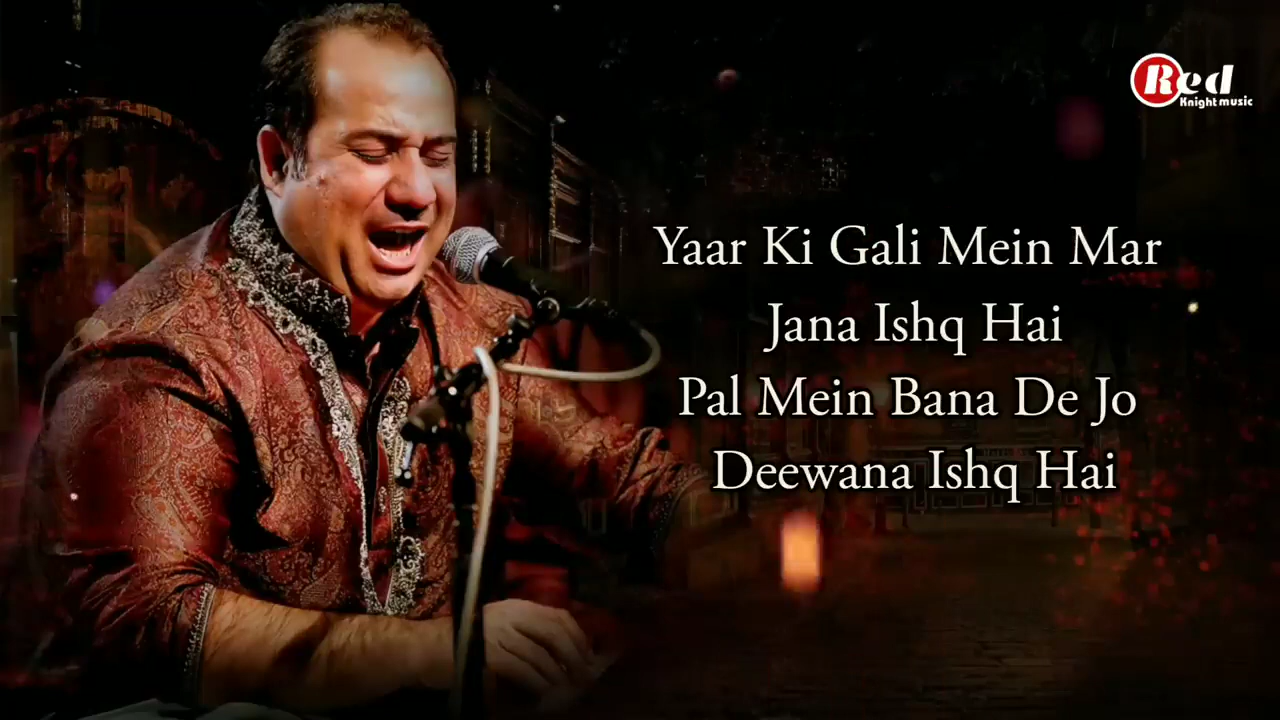 Red
Knight music
Yaar Ki Gali Mein Mar
Jana Ishq Hai
Pal Mein Bana De Jo
Deewana Ishq Hai